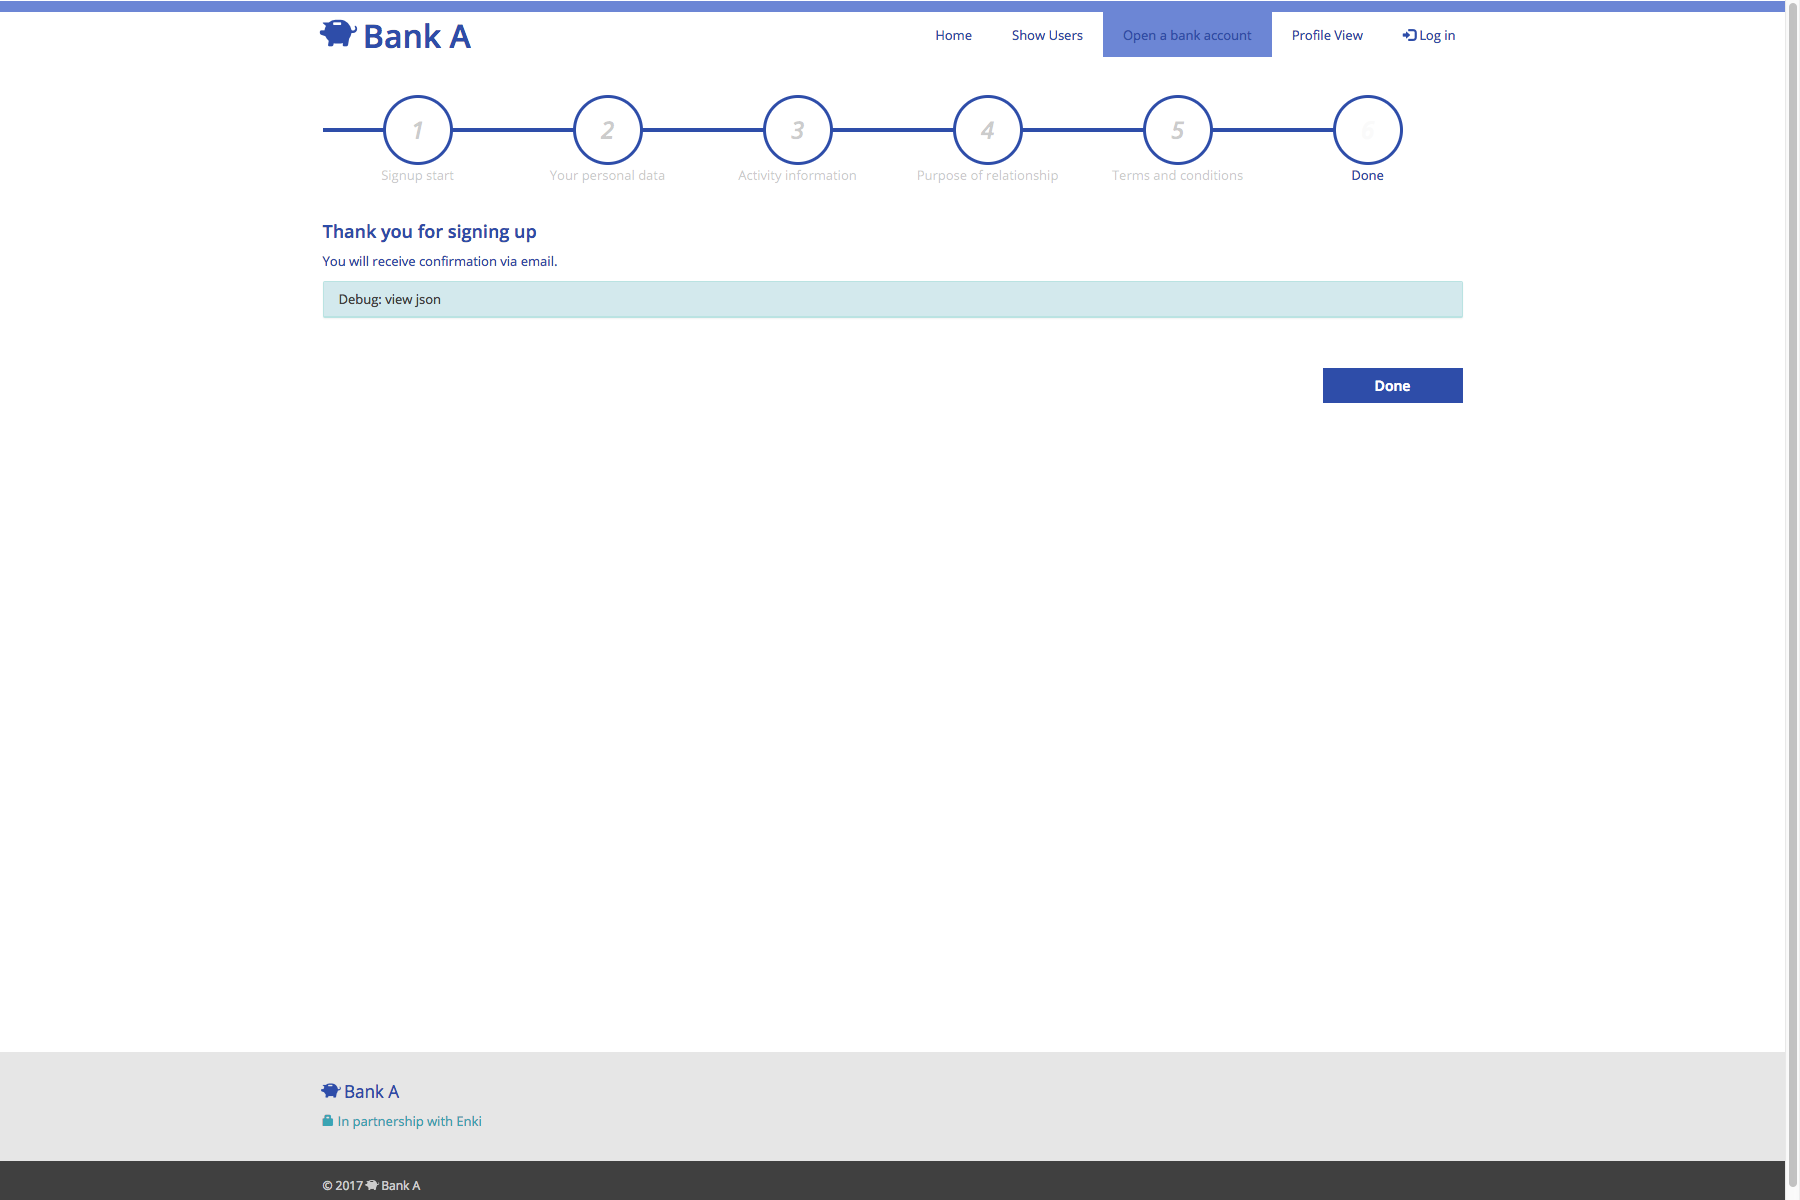 Bank A
Home Show Users Open a bank account Profile View Log in
1 2 3 4 5 6
Signup start Your personal data Activity information Purpose of relationship Terms and conditions Done
Thank you for signing up
You will receive confirmation via email.
Debug: view json
Done
Bank A
In partnership with Enki
© 2017 Bank A